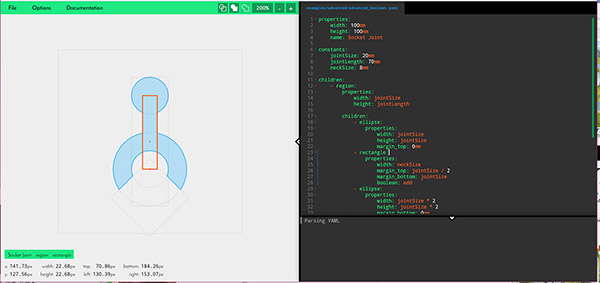 File Options Documentation 200% - +
examples/advanced/advanced_boolean.yaml
1 properties:
2 width: 100mm
3 height: 100mm
4 name: Socket Joint
5
6 constants:
7 jointSize: 20mm
8 jointLength: 70mm
9 neckSize: 8mm
10
11 children:
12 - region:
13 properties:
14 width: jointSize
15 height: jointLength
16
17 children:
18 - ellipse:
19 properties:
20 width: jointSize
21 height: jointSize
22 margin_top: 0mm
23 - rectangle:
24 properties:
25 width: neckSize
26 margin_top: jointSize / 2
27 margin_bottom: jointSize
28 boolean: add
29 - ellipse:
30 properties:
31 width: jointSize * 2
32 height: jointSize * 2
33 margin_bottom: 0mm
Parsing YAML
Socket Joint region rectangle
x: 141.73px width: 22.68px top: 70.86px bottom: 184.26px
y: 127.56px height: 22.68px left: 130.39px right: 153.07px